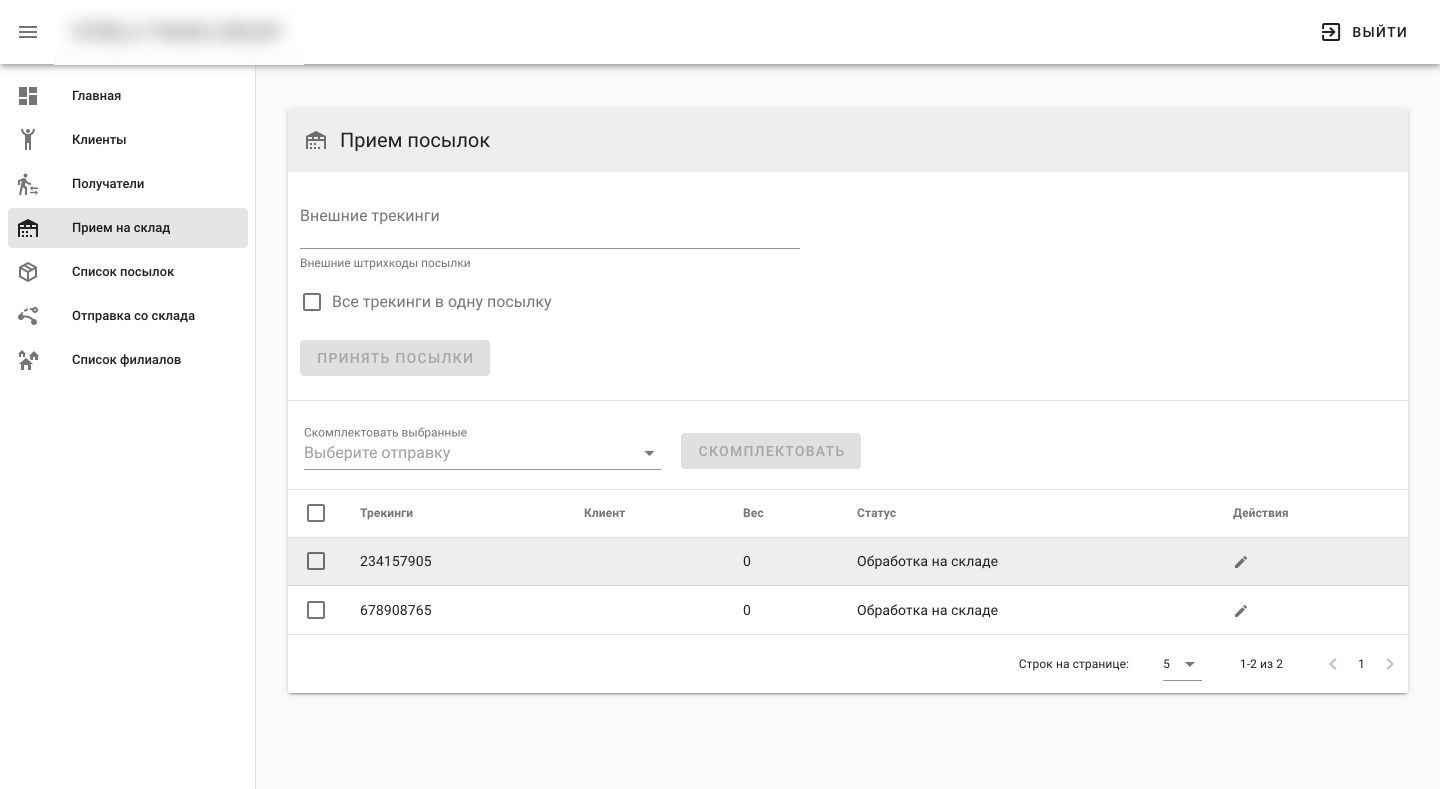 ВЫЙТИ
Главная
Клиенты
Получатели
Прием на склад
Список посылок
Отправка со склада
Список филиалов
Прием посылок
Внешние трекинги
Внешние штрихкоды посылки
Все трекинги в одну посылку
ПРИНЯТЬ ПОСЫЛКИ
Скомплектовать выбранные
Выберите отправку
СКОМПЛЕКТОВАТЬ
Трекинги Клиент Вес Статус Действия
234157905 0 Обработка на складе
678908765 0 Обработка на складе
Строк на странице: 5 1-2 из 2 1